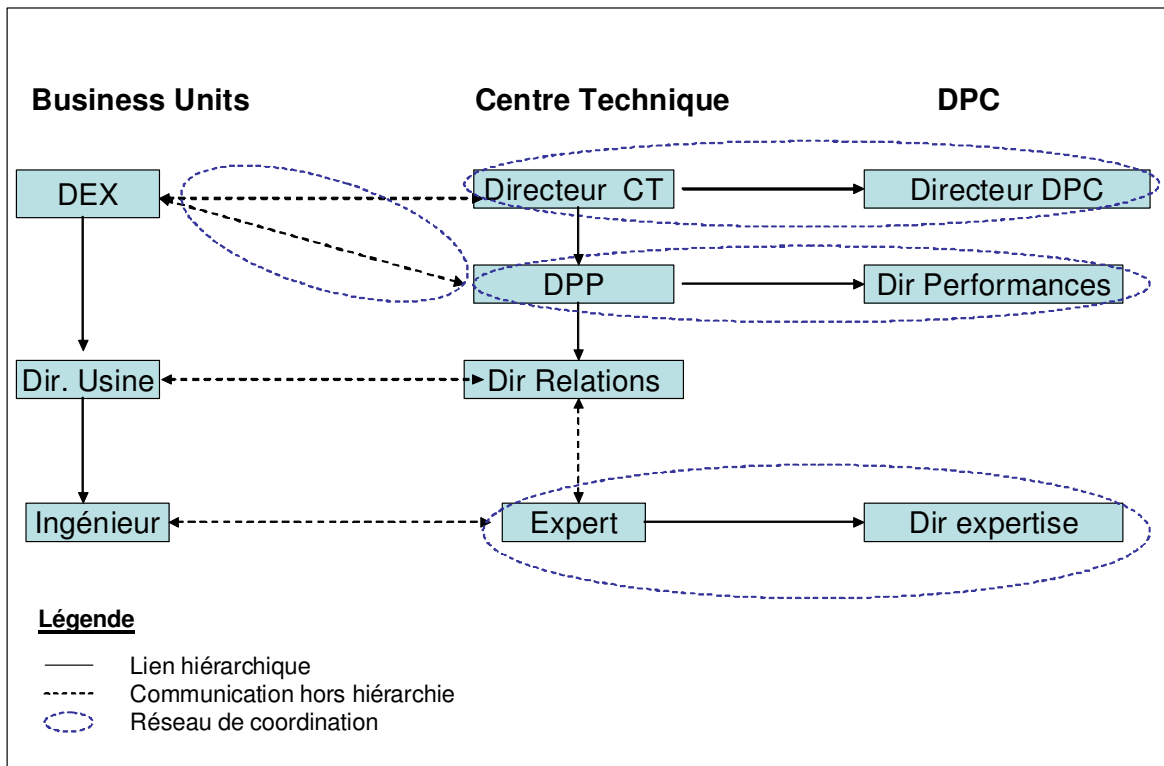 Business Units
Centre Technique
DPC
DEX
Directeur CT
Directeur DPC
DPP
Dir Performances
Dir. Usine
Dir Relations
Ingénieur
Expert
Dir expertise
Légende
Lien hiérarchique
Communication hors hiérarchie
Réseau de coordination